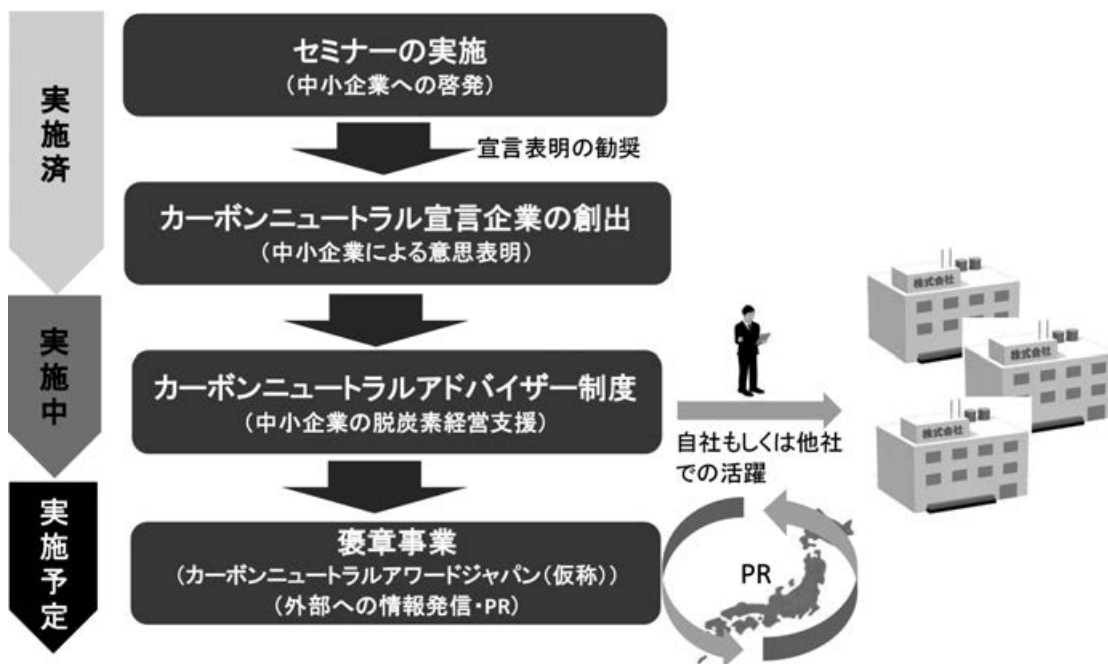 実施済
セミナーの実施
（中小企業への啓発）
宣言表明の勧奨
カーボンニュートラル宣言企業の創出
（中小企業による意思表明）
実施中
カーボンニュートラルアドバイザー制度
（中小企業の脱炭素経営支援）
自社もしくは他社
での活躍
株式会社
株式会社
株式会社
実施予定
褒章事業
（カーボンニュートラルアワードジャパン（仮称））
（外部への情報発信・PR）
PR